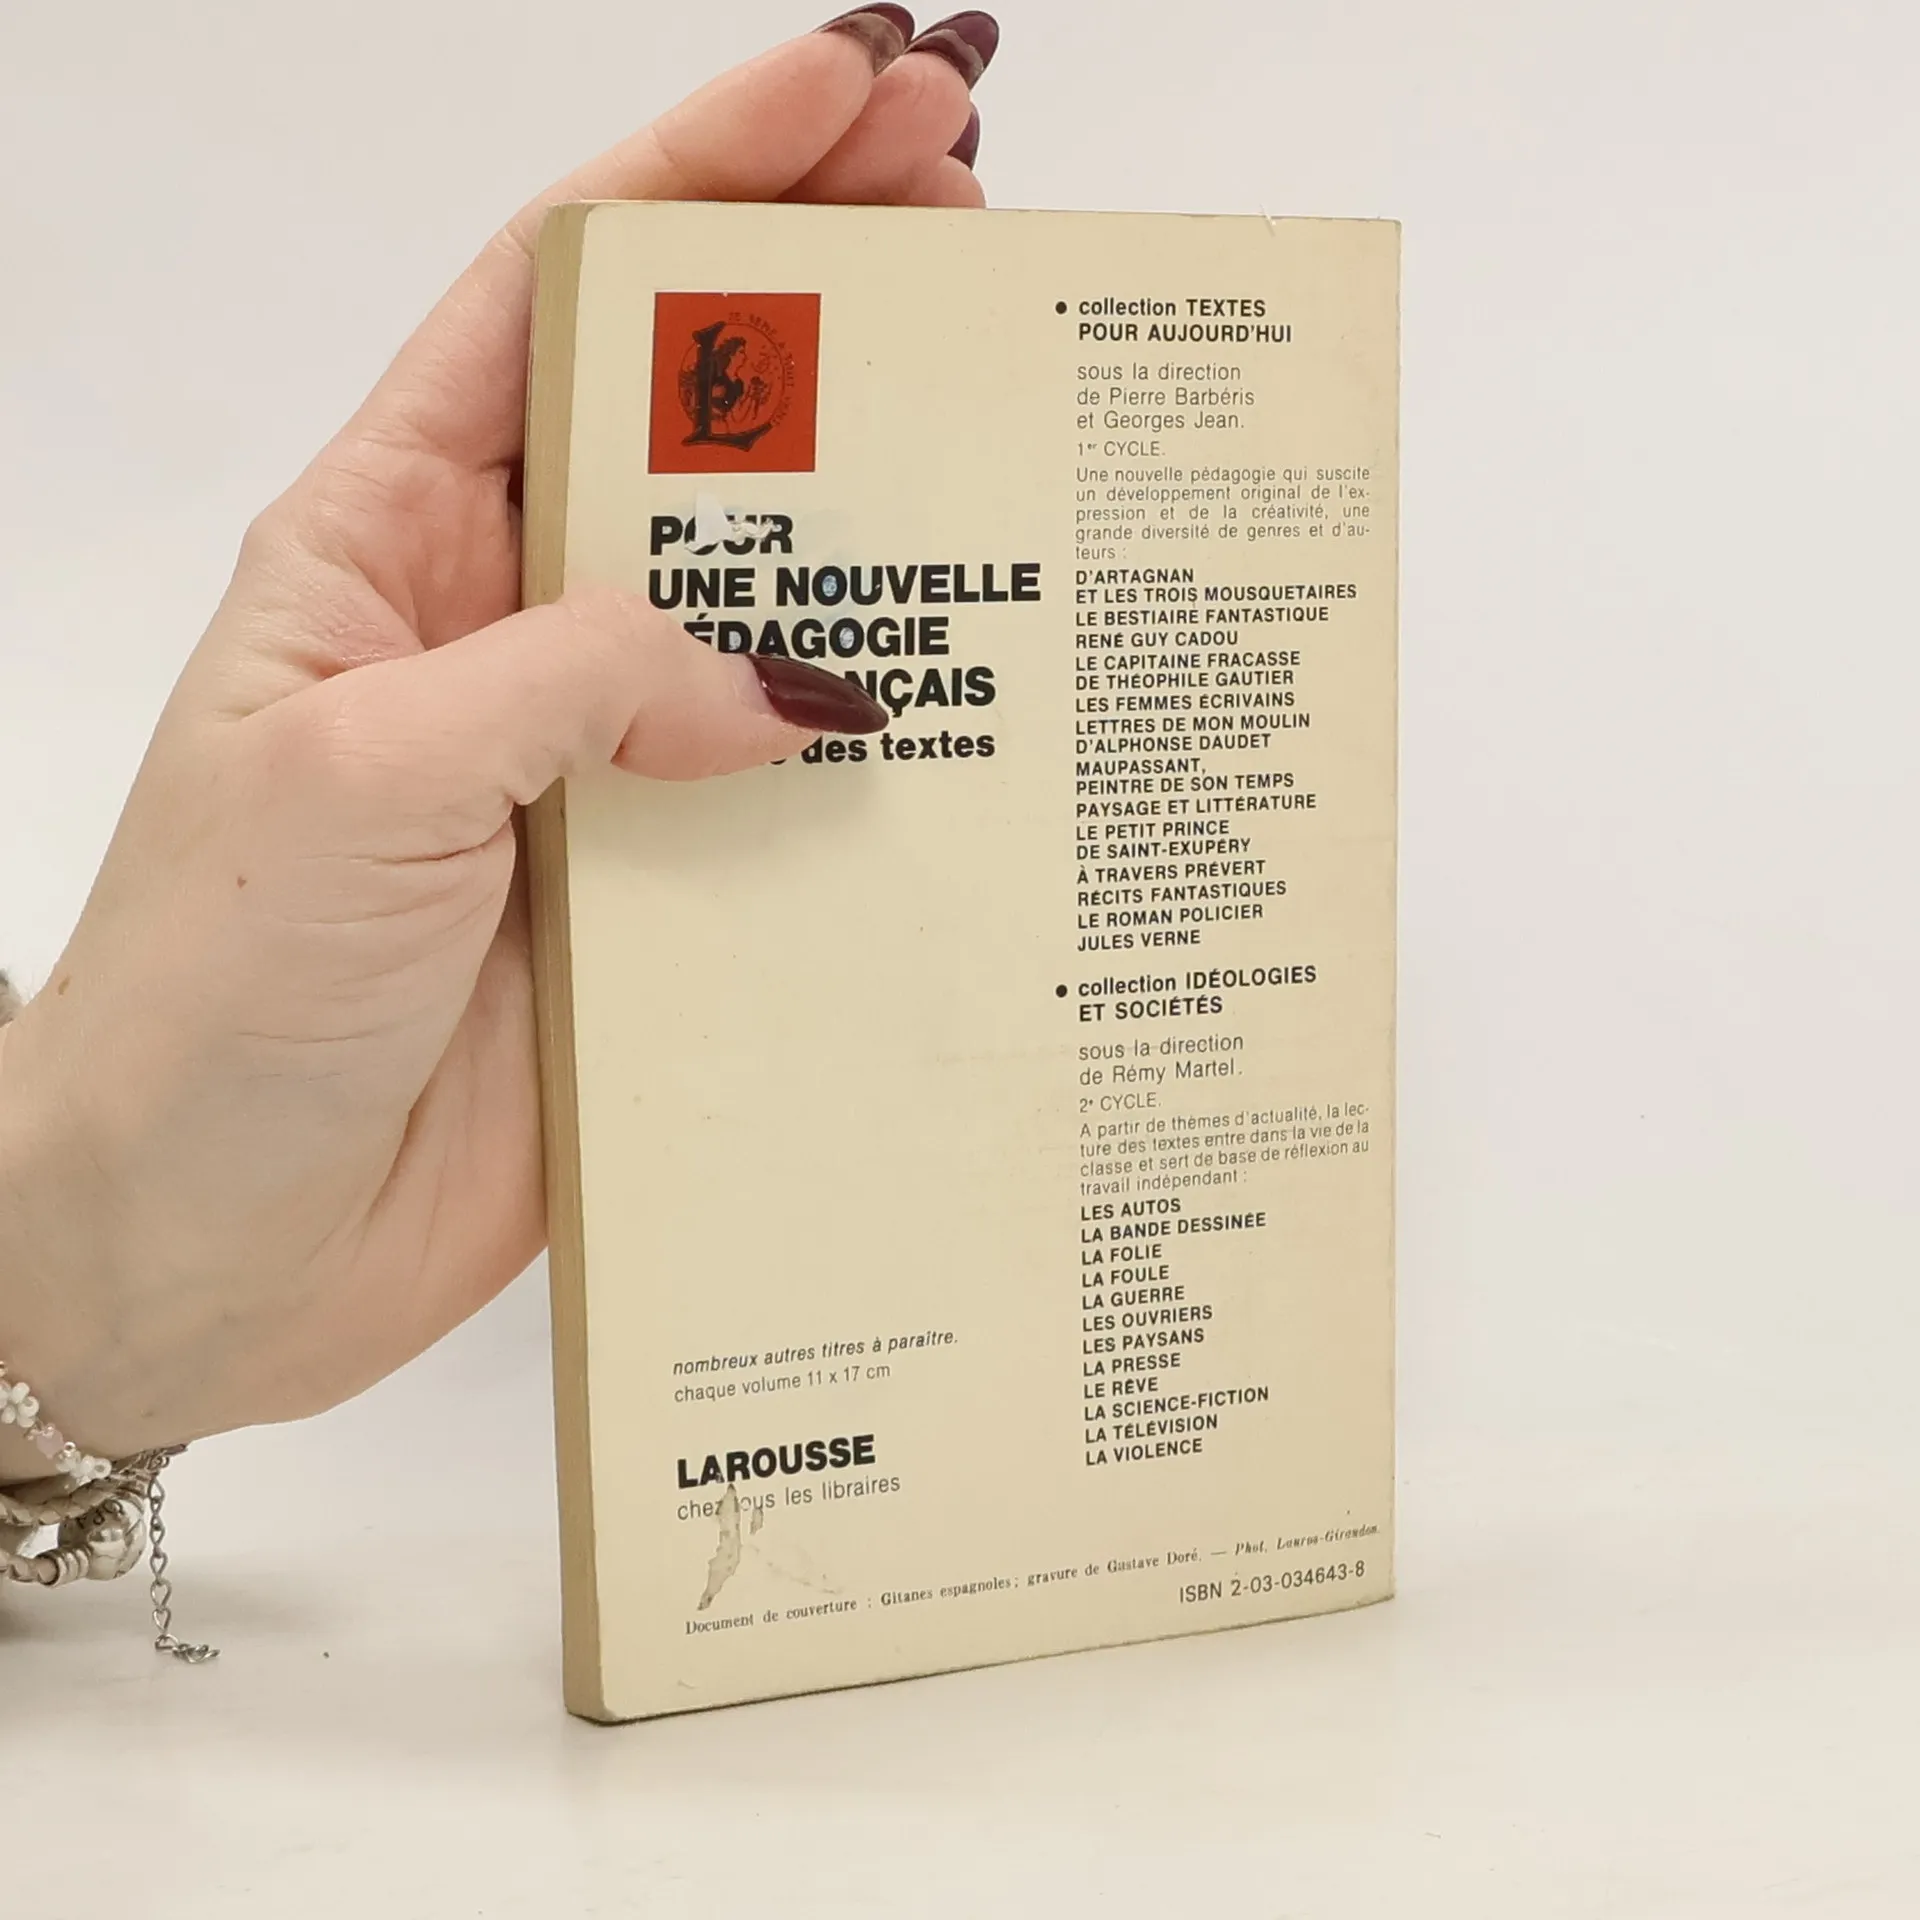 POUR
UNE NOUVELLE
ÉDAGOGIE
NÇAIS
des textes
nombreux autres titres à paraître.
chaque volume 11 x 17 cm
LAROUSSE
chez tous les libraires
● collection TEXTES
POUR AUJOURD'HUI
sous la direction
de Pierre Barbéris
et Georges Jean.
1er CYCLE.
Une nouvelle pédagogie qui suscite
un développement original de l'ex-
pression et de la créativité, une
grande diversité de genres et d'au-
teurs :
D'ARTAGNAN
ET LES TROIS MOUSQUETAIRES
LE BESTIAIRE FANTASTIQUE
RENÉ GUY CADOU
LE CAPITAINE FRACASSE
DE THÉOPHILE GAUTIER
LES FEMMES ÉCRIVAINS
LETTRES DE MON MOULIN
D'ALPHONSE DAUDET
MAUPASSANT,
PEINTRE DE SON TEMPS
PAYSAGE ET LITTÉRATURE
LE PETIT PRINCE
DE SAINT-EXUPÉRY
À TRAVERS PRÉVERT
RÉCITS FANTASTIQUES
LE ROMAN POLICIER
JULES VERNE
● collection IDÉOLOGIES
ET SOCIÉTÉS
sous la direction
de Rémy Martel.
2e CYCLE.
A partir de thèmes d'actualité, la lec-
ture des textes entre dans la vie de la
classe et sert de base de réflexion au
travail indépendant :
LES AUTOS
LA BANDE DESSINÉE
LA FOLIE
LA FOULE
LA GUERRE
LES OUVRIERS
LES PAYSANS
LA PRESSE
LE RÊVE
LA SCIENCE-FICTION
LA TÉLÉVISION
LA VIOLENCE
Document de couverture : Gitanes espagnoles; gravure de Gustave Doré. — Phot. Lauros-Giraudon.
ISBN 2-03-034643-8